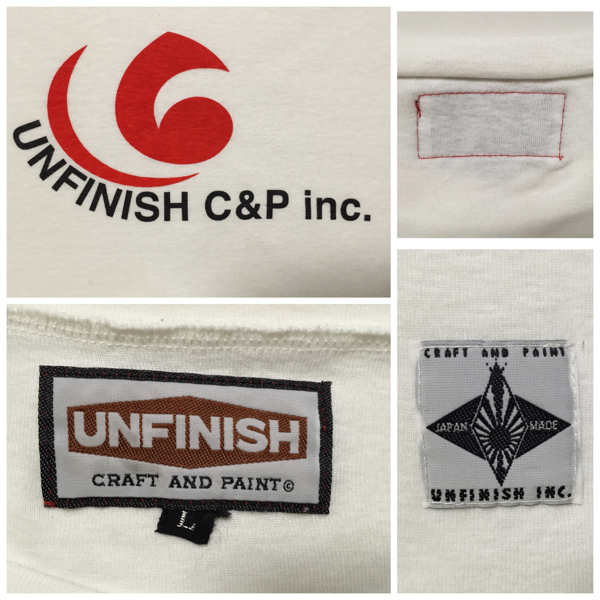 UNFINISH C&P inc.
UNFINISH
CRAFT AND PAINT©
L
CRAFT AND PAINT
JAPAN MADE
UNFINISH INC.